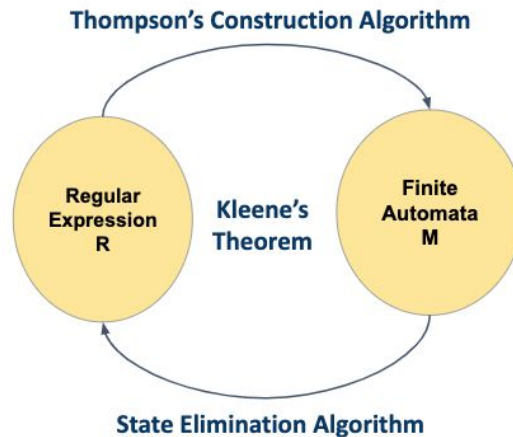 Thompson's Construction Algorithm
Regular
Expression
R
Kleene's
Theorem
Finite
Automata
M
State Elimination Algorithm